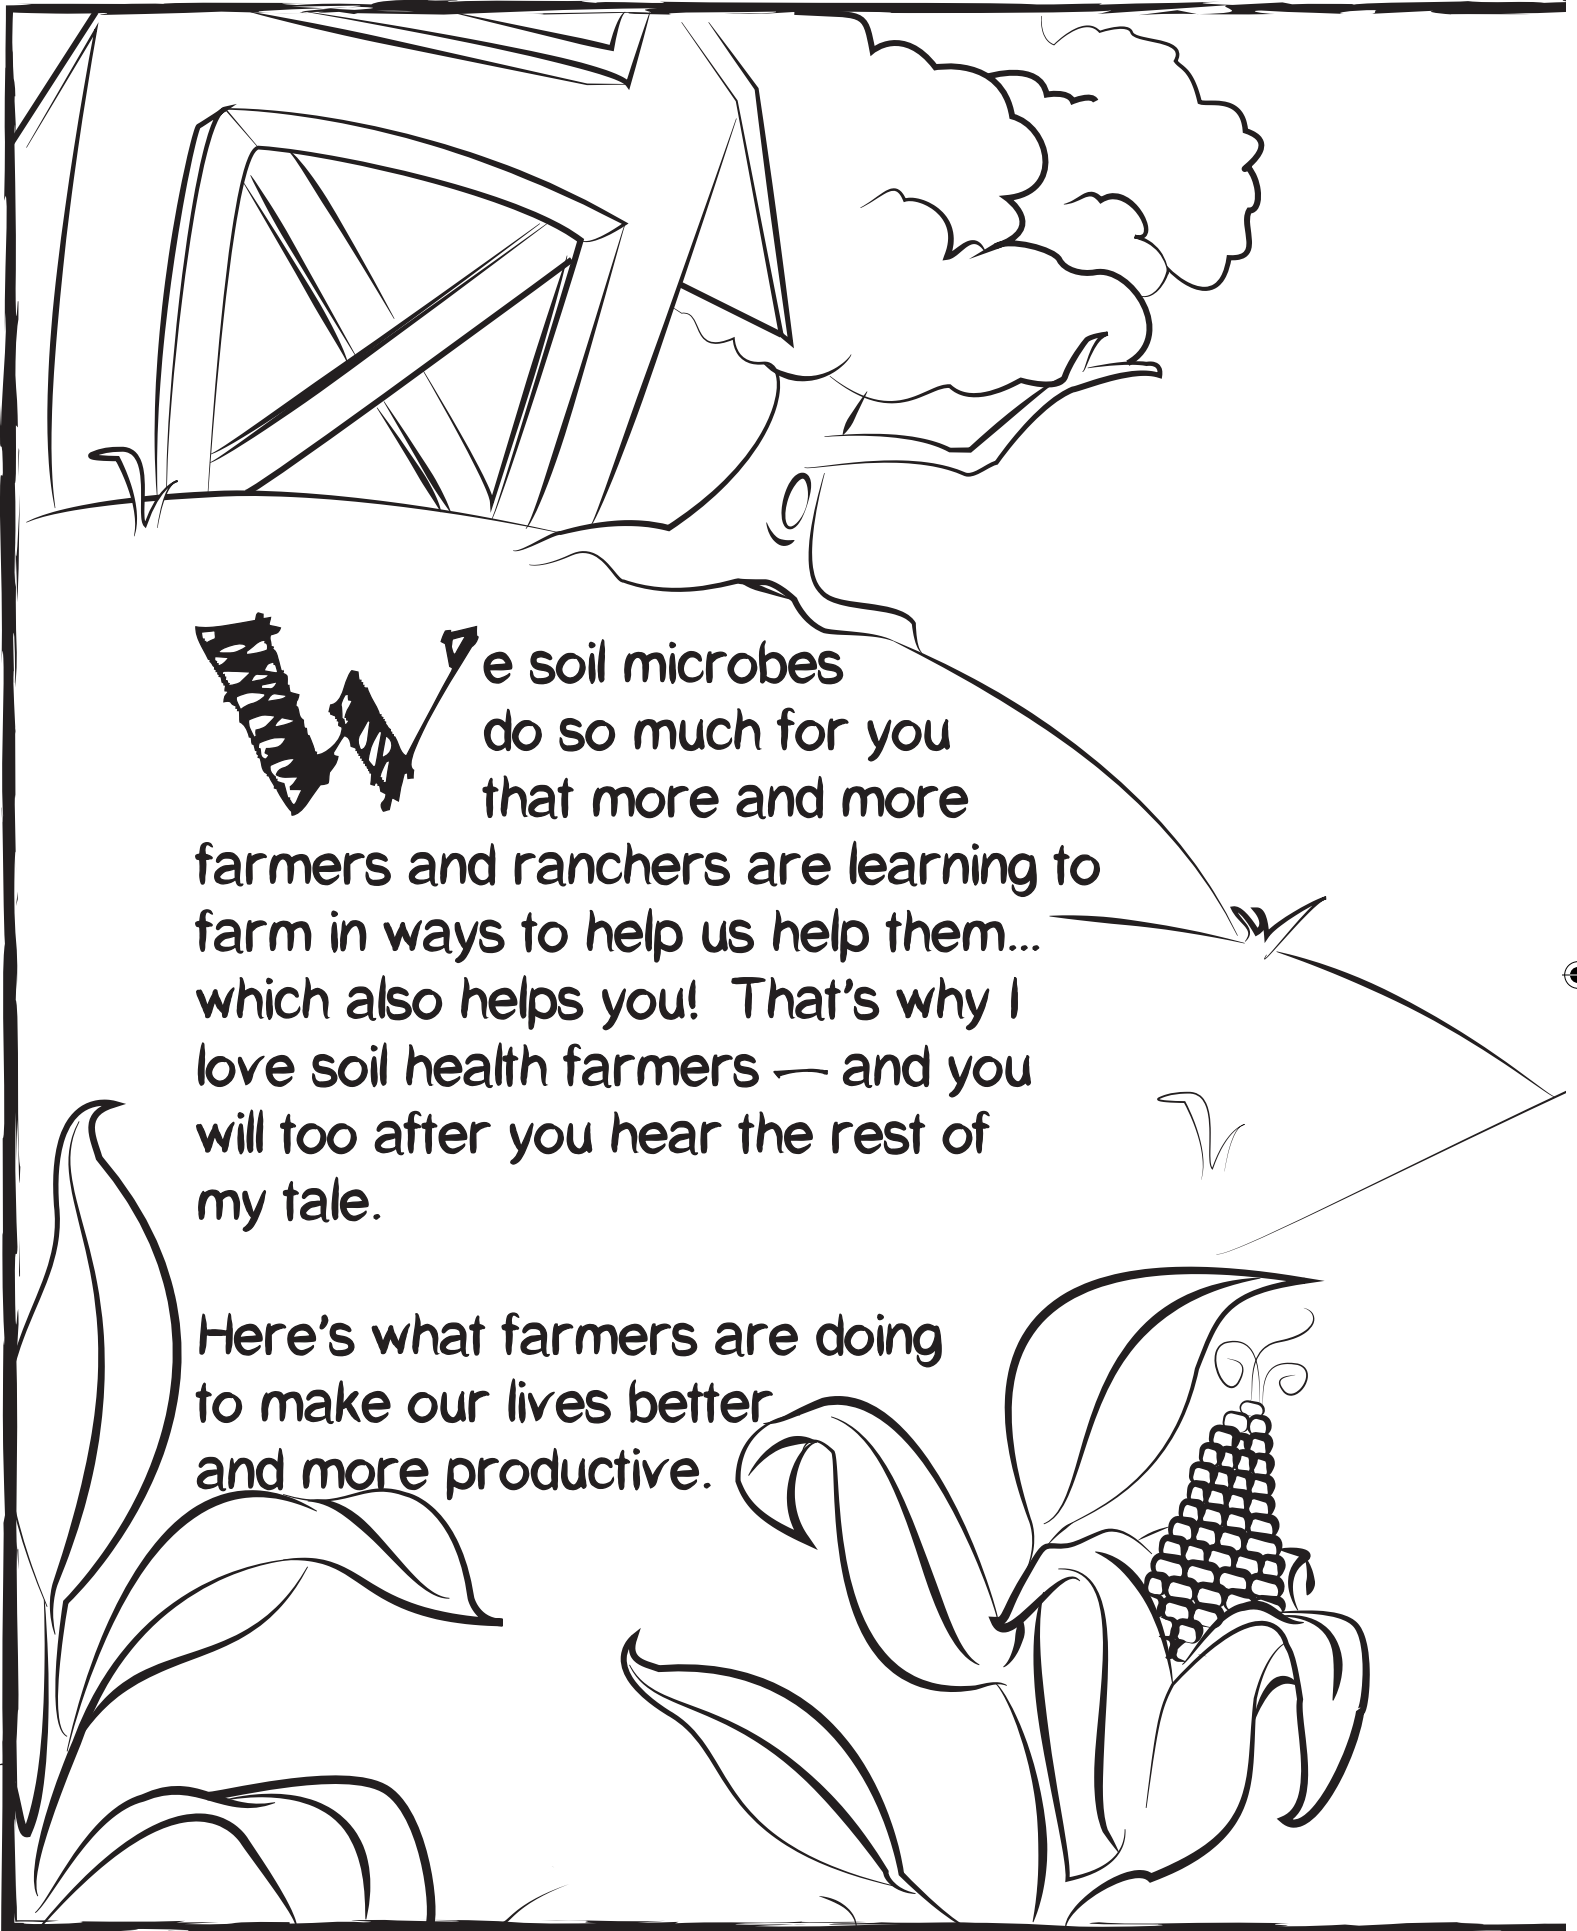 We soil microbes
do so much for you
that more and more
farmers and ranchers are learning to
farm in ways to help us help them...
which also helps you!  That's why I
love soil health farmers — and you
will too after you hear the rest of
my tale.

Here's what farmers are doing
to make our lives better
and more productive.